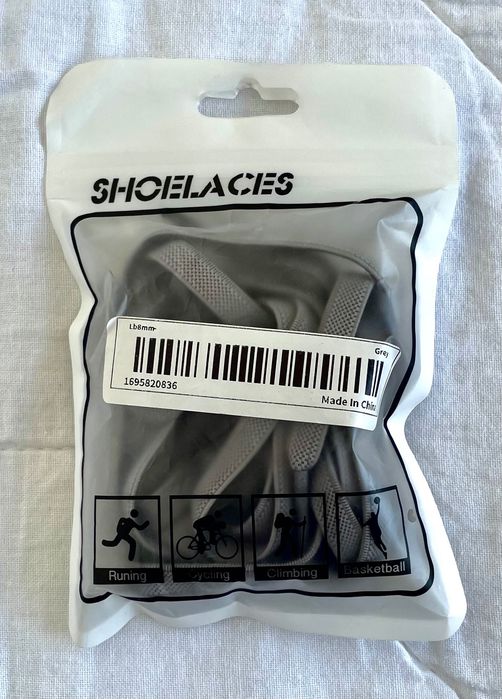 SHOELACES
Lb8mm-
Grey
1695820836
Made In China
Runing
Cycling
Climbing
Basketball